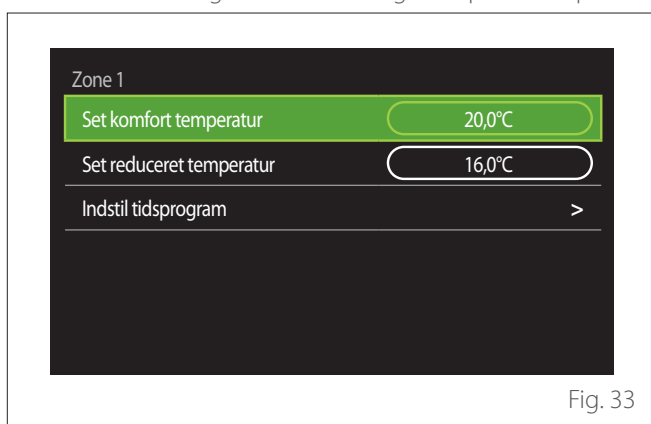 Zone 1
Set komfort temperatur 20,0°C
Set reduceret temperatur 16,0°C
Indstil tidsprogram >
Fig. 33